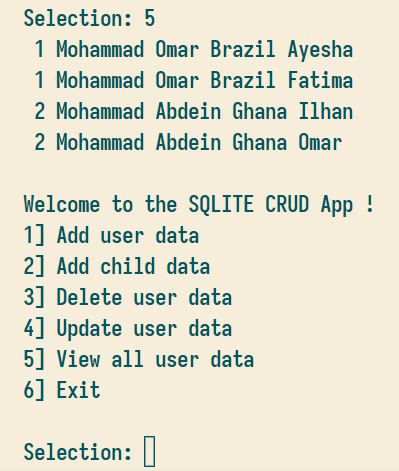 Selection: 5
1 Mohammad Omar Brazil Ayesha
1 Mohammad Omar Brazil Fatima
2 Mohammad Abdein Ghana Ilhan
2 Mohammad Abdein Ghana Omar
Welcome to the SQLITE CRUD App !
1] Add user data
2] Add child data
3] Delete user data
4] Update user data
5] View all user data
6] Exit
Selection: